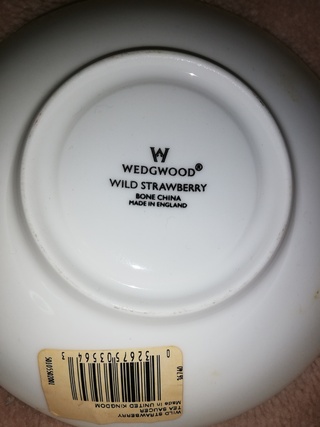 W
WEDGWOOD®
WILD STRAWBERRY
BONE CHINA
MADE IN ENGLAND
WILD STRAWBERRY
TEA SAUCER
Made in UNITED KINGDOM
0 32675 03564 3